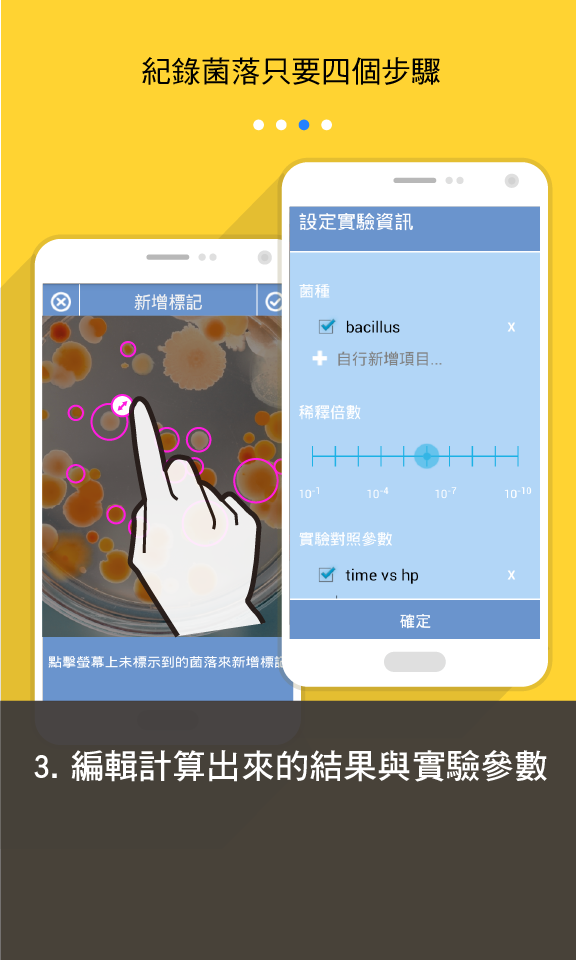 紀錄菌落只要四個步驟
新增標記
點擊螢幕上未標示到的菌落來新增標記
設定實驗資訊
菌種
bacillus x
自行新增項目...
稀釋倍數
10-1 10-4 10-7 10-10
實驗對照參數
time vs hp x
確定
3. 編輯計算出來的結果與實驗參數